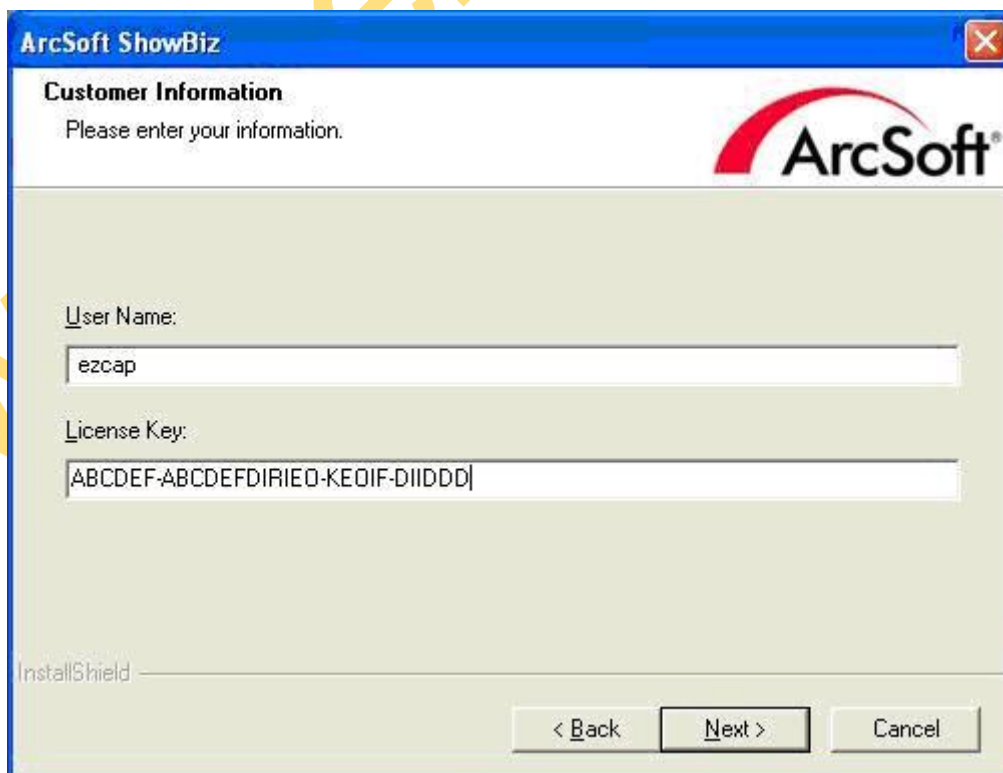 ArcSoft ShowBiz
Customer Information
Please enter your information.
ArcSoft®
User Name:
ezcap
License Key:
ABCDEF-ABCDEFDIRIEO-KEOIF-DIIDDD
InstallShield
< Back Next > Cancel